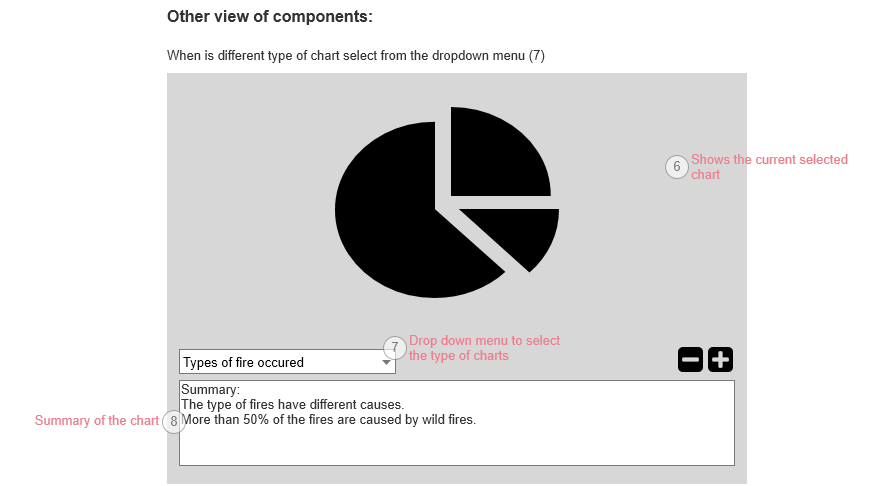 Other view of components:
When is different type of chart select from the dropdown menu (7)
6 Shows the current selected
chart
7 Drop down menu to select
the type of charts
Types of fire occured
Summary:
The type of fires have different causes.
More than 50% of the fires are caused by wild fires.
Summary of the chart 8